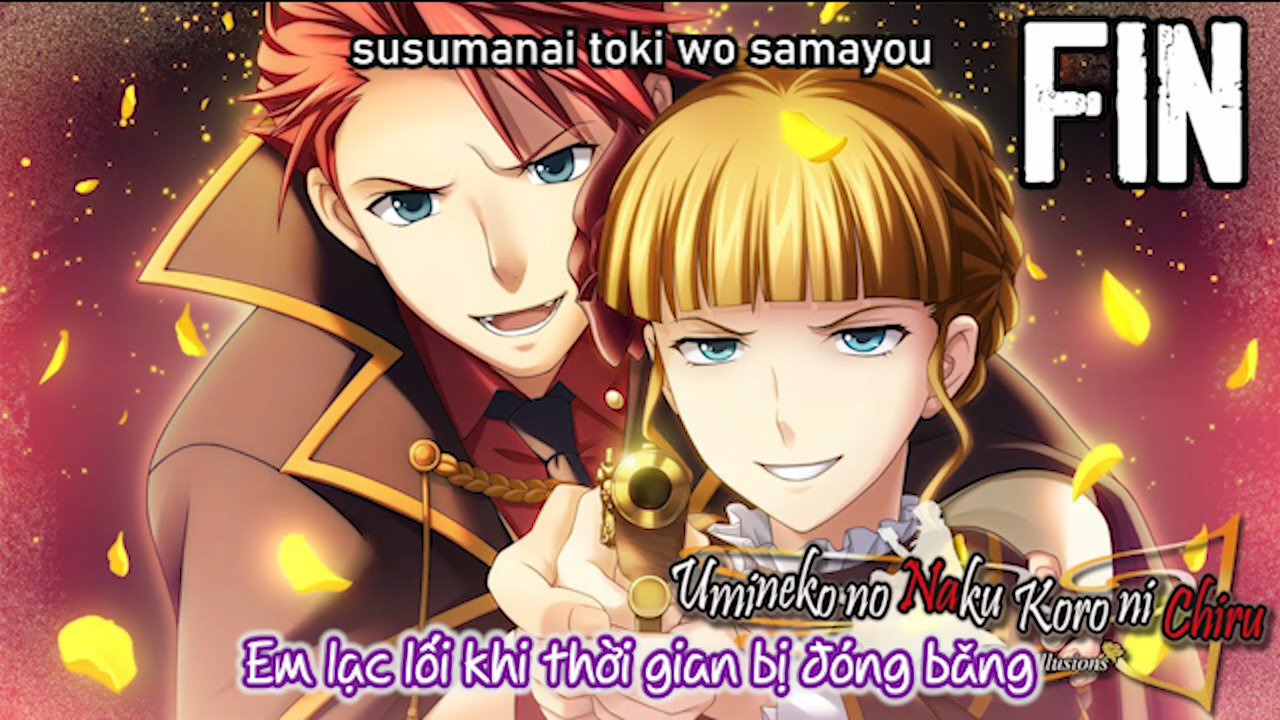 susumanai toki wo samayou
FIN
Umineko no Naku Koro ni Chiru
Em lạc lối khi thời gian bị đóng băng